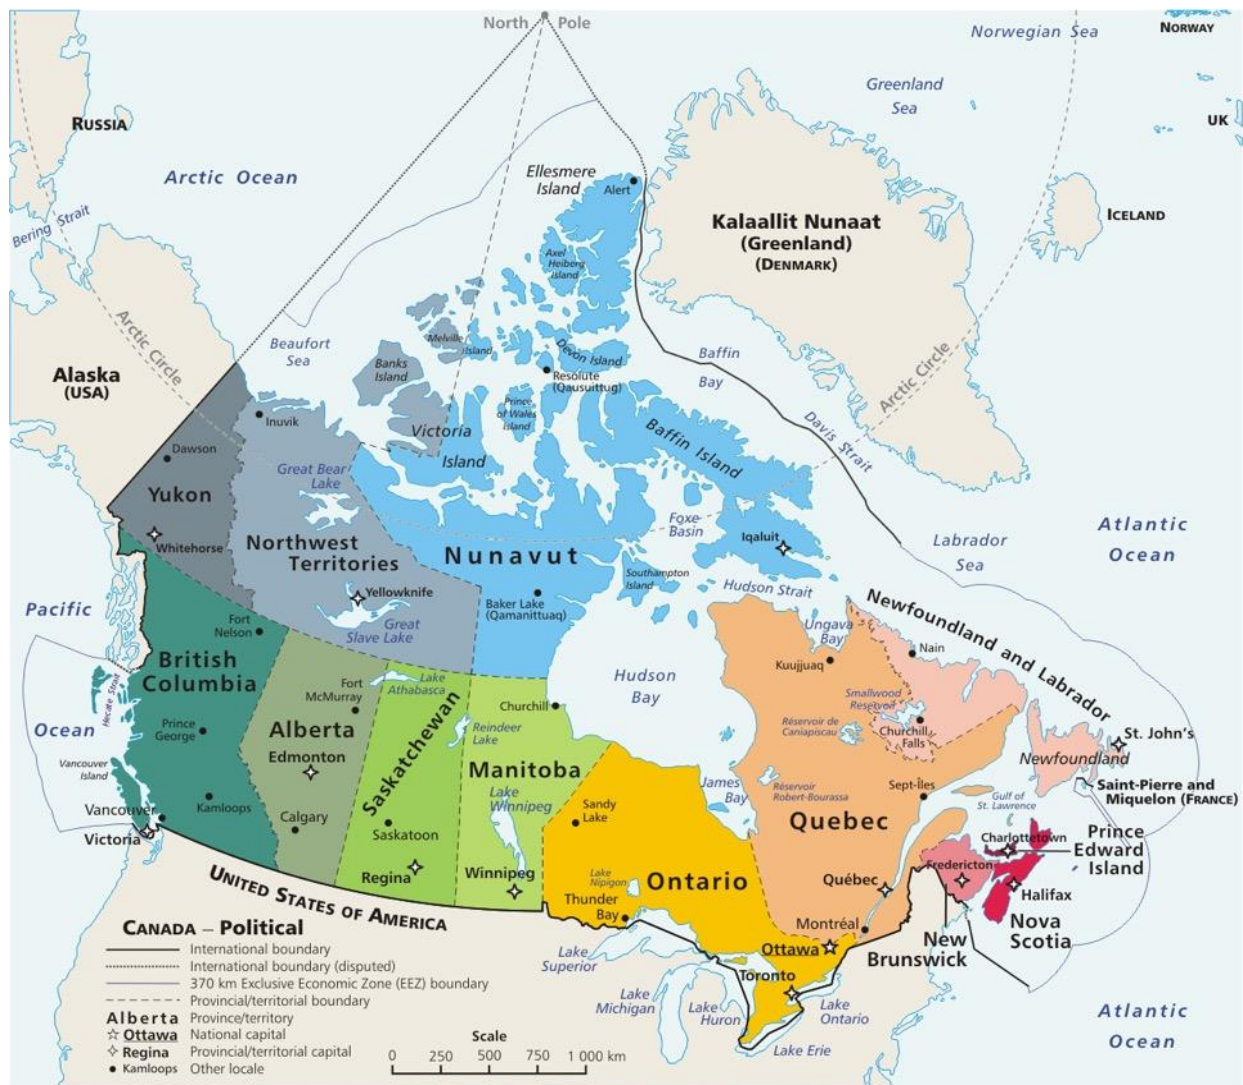 North Pole
Norwegian Sea
NORWAY
Greenland
Sea
UK
RUSSIA
Arctic Ocean
Ellesmere
Island
Alert
Bering Strait
Kalaallit Nunaat
(Greenland)
(DENMARK)
ICELAND
Axel
Heiberg
Island
Arctic Circle
Beaufort
Sea
Melville
Island
Devon Island
Baffin
Bay
Arctic Circle
Alaska
(USA)
Banks
Island
Resolute
(Qausuittug)
Prince
of Wales
Island
Davis Strait
Inuvik
Victoria
Island
Baffin Island
Dawson
Great Bear
Lake
Yukon
Foxe
Basin
Iqaluit
Labrador
Sea
Atlantic
Ocean
Whitehorse
Northwest
Territories
Nunavut
Southampton
Island
Hudson Strait
Yellowknife
Baker Lake
(Qamanittuaq)
Pacific
Ocean
Fort
Nelson
Great
Slave Lake
Ungava
Bay
Newfoundland and Labrador
Nain
British
Columbia
Kuujjuaq
Hudson
Bay
Hecate Strait
Fort
McMurray
Lake
Athabasca
Smallwood
Reservoir
Churchill
Falls
Churchill
Prince
George
Alberta
Edmonton
Saskatchewan
Reindeer
Lake
Réservoir de
Caniapiscau
St. John's
Newfoundland
Vancouver
Island
Manitoba
James
Bay
Réservoir
Robert-Bourassa
Sept-Îles
Saint-Pierre and
Miquelon (FRANCE)
Kamloops
Lake
Winnipeg
Gulf of
St. Lawrence
Vancouver
Victoria
Calgary
Saskatoon
Sandy
Lake
Quebec
Charlottetown
Prince
Edward
Island
Regina
Winnipeg
Lake
Nipigon
Ontario
Québec
Fredericton
Halifax
UNITED STATES OF AMERICA
Thunder
Bay
Montréal
Nova
Scotia
New
Brunswick
Ottawa
Lake
Superior
Toronto
Lake
Michigan
Lake
Huron
Lake
Ontario
Lake Erie
Atlantic
Ocean
CANADA – Political
International boundary
International boundary (disputed)
370 km Exclusive Economic Zone (EEZ) boundary
Provincial/territorial boundary
Alberta Province/territory
Ottawa National capital
Regina Provincial/territorial capital
Kamloops Other locale
Scale
0 250 500 750 1 000 km